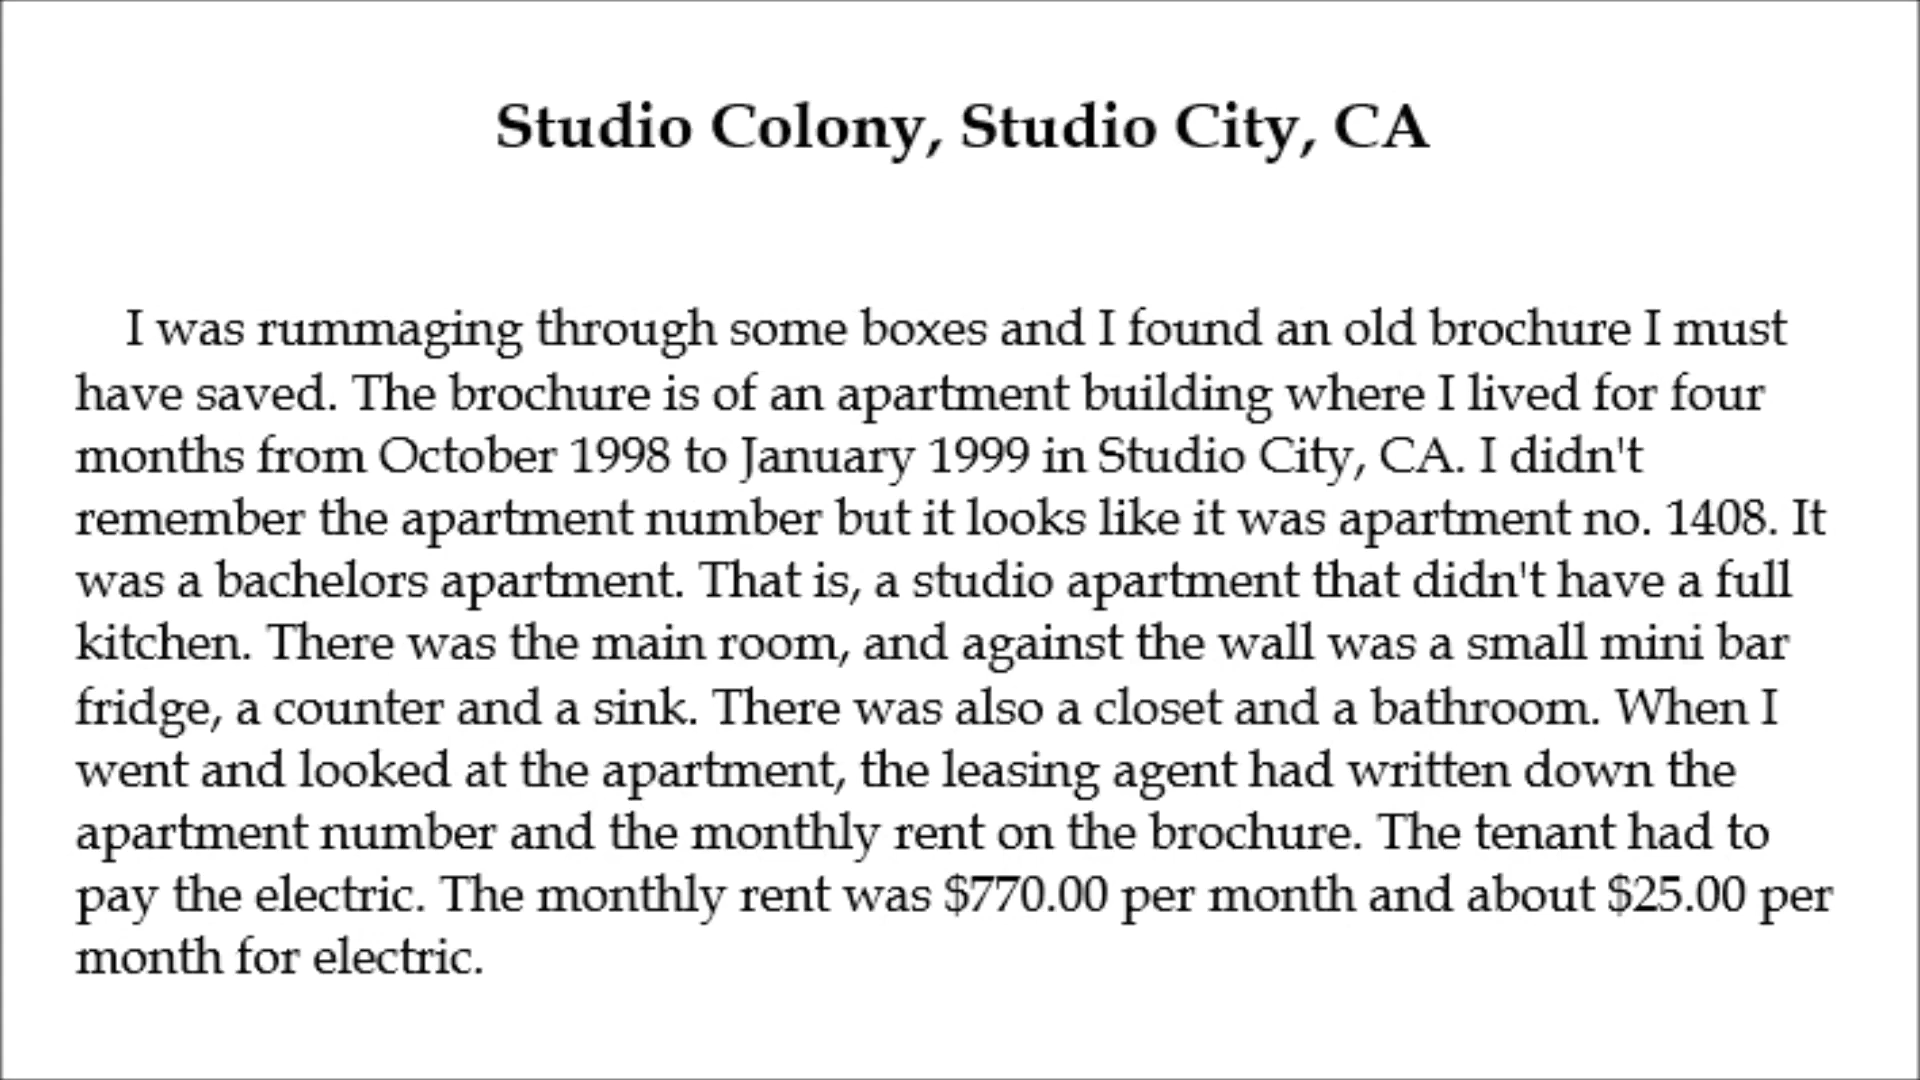 Studio Colony, Studio City, CA
I was rummaging through some boxes and I found an old brochure I must
have saved. The brochure is of an apartment building where I lived for four
months from October 1998 to January 1999 in Studio City, CA. I didn't
remember the apartment number but it looks like it was apartment no. 1408. It
was a bachelors apartment. That is, a studio apartment that didn't have a full
kitchen. There was the main room, and against the wall was a small mini bar
fridge, a counter and a sink. There was also a closet and a bathroom. When I
went and looked at the apartment, the leasing agent had written down the
apartment number and the monthly rent on the brochure. The tenant had to
pay the electric. The monthly rent was $770.00 per month and about $25.00 per
month for electric.